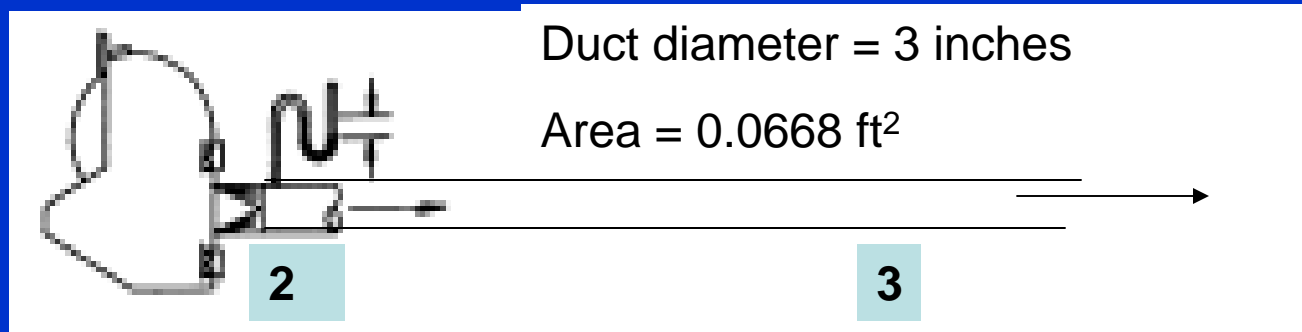 Duct diameter = 3 inches
Area = 0.0668 ft²
2
3